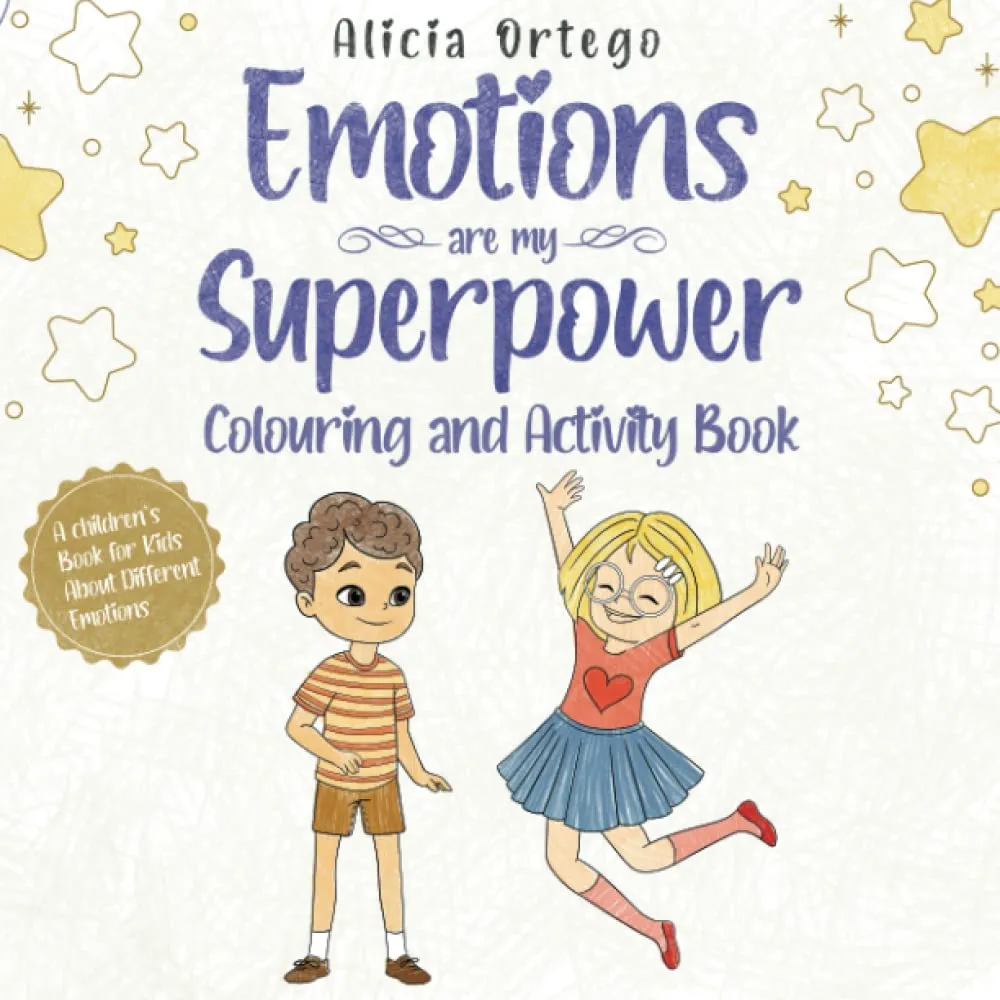 Alicia Ortego
Emotions
are my
Superpower
Colouring and Activity Book
A children's
Book for Kids
About Different
Emotions